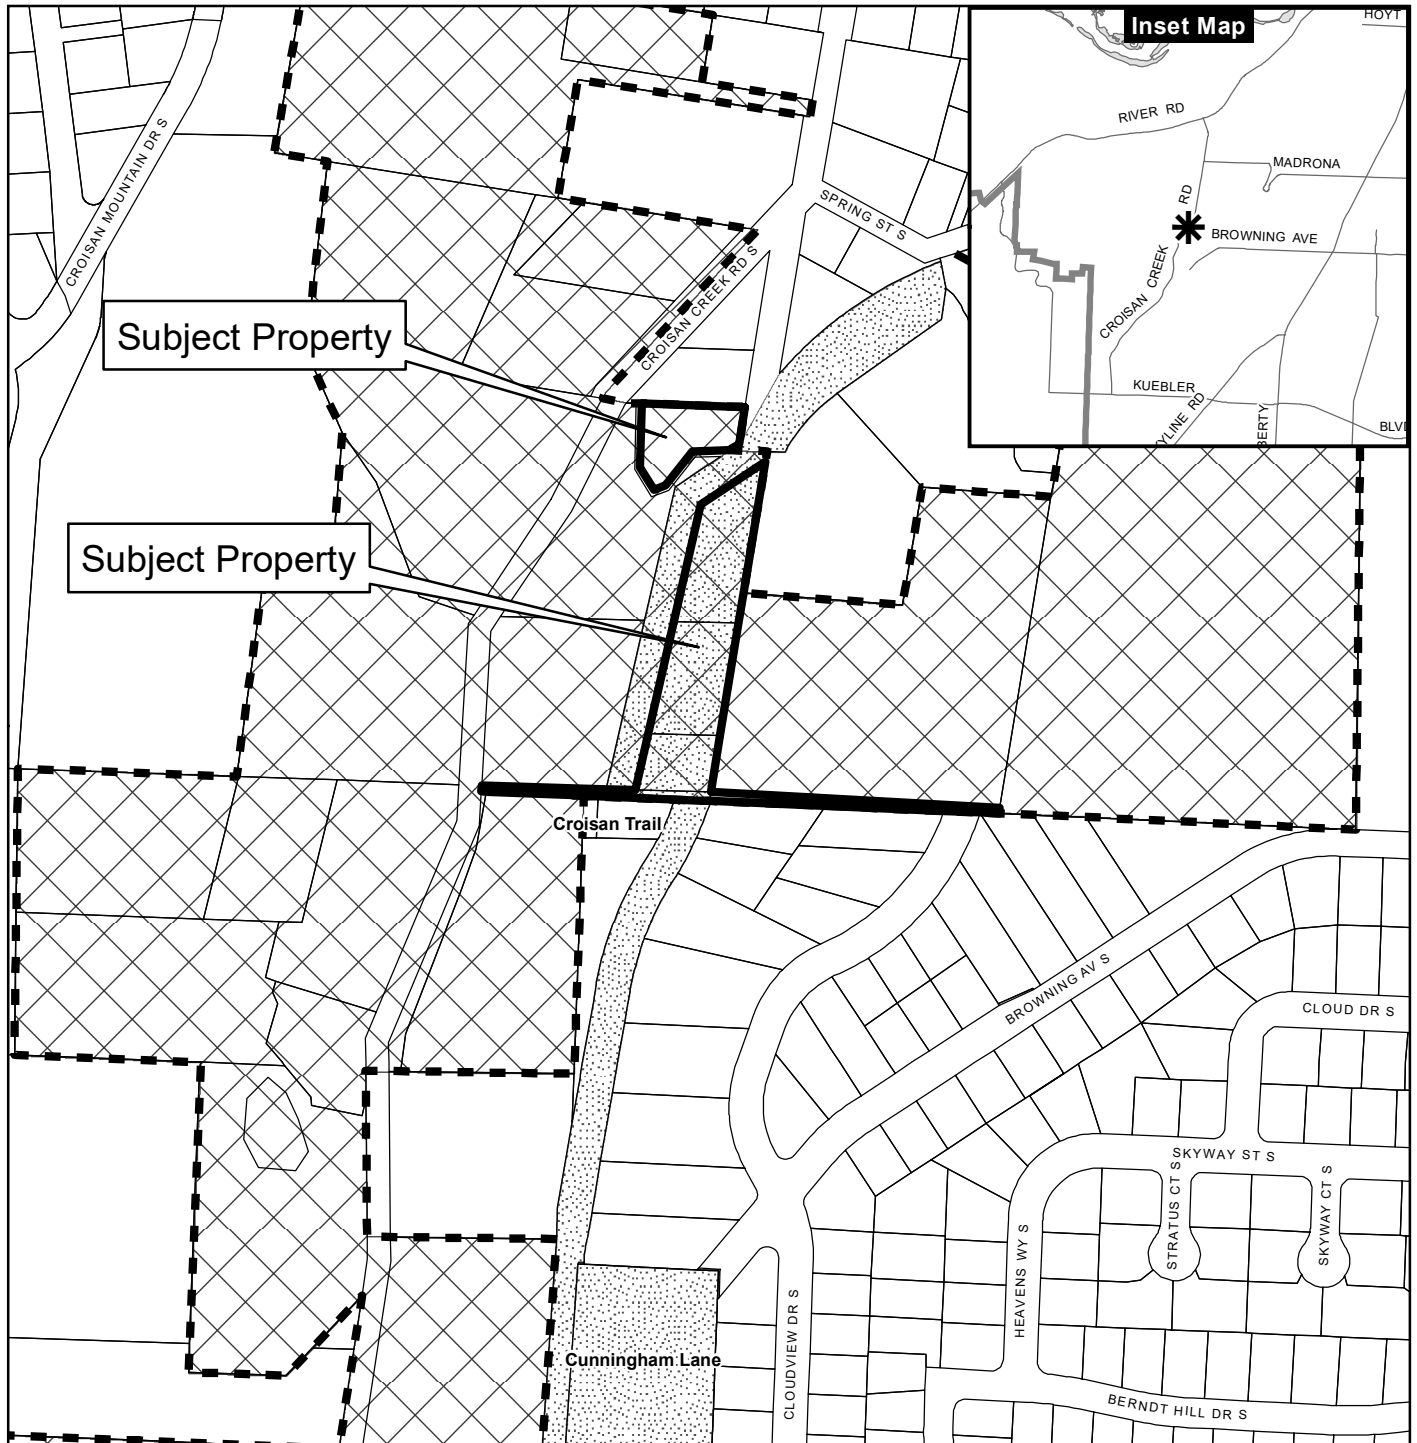 Inset Map
HOYT
RIVER RD
MADRONA
RD
BROWNING AVE
CROISAN CREEK
KUEBLER
YLINE RD
BERTY
BLVD
CROISAN MOUNTAIN DR S
SPRING ST S
CROISAN CREEK RD S
Subject Property
Subject Property
Croisan Trail
BROWNING AV S
CLOUD DR S
SKYWAY ST S
STRATUS CT S
SKYWAY CT S
HEAVENS WY S
CLOUDVIEW DR S
Cunningham Lane
BERNDT HILL DR S